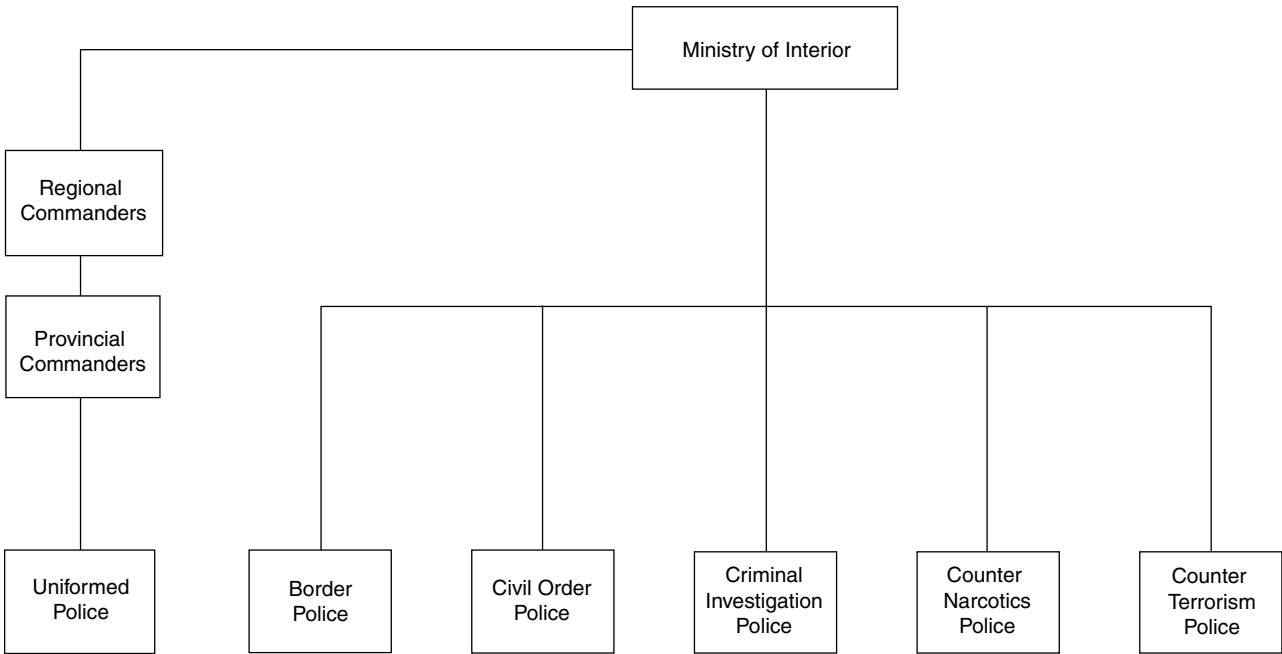 Ministry of Interior
Regional
Commanders
Provincial
Commanders
Uniformed
Police
Border
Police
Civil Order
Police
Criminal
Investigation
Police
Counter
Narcotics
Police
Counter
Terrorism
Police